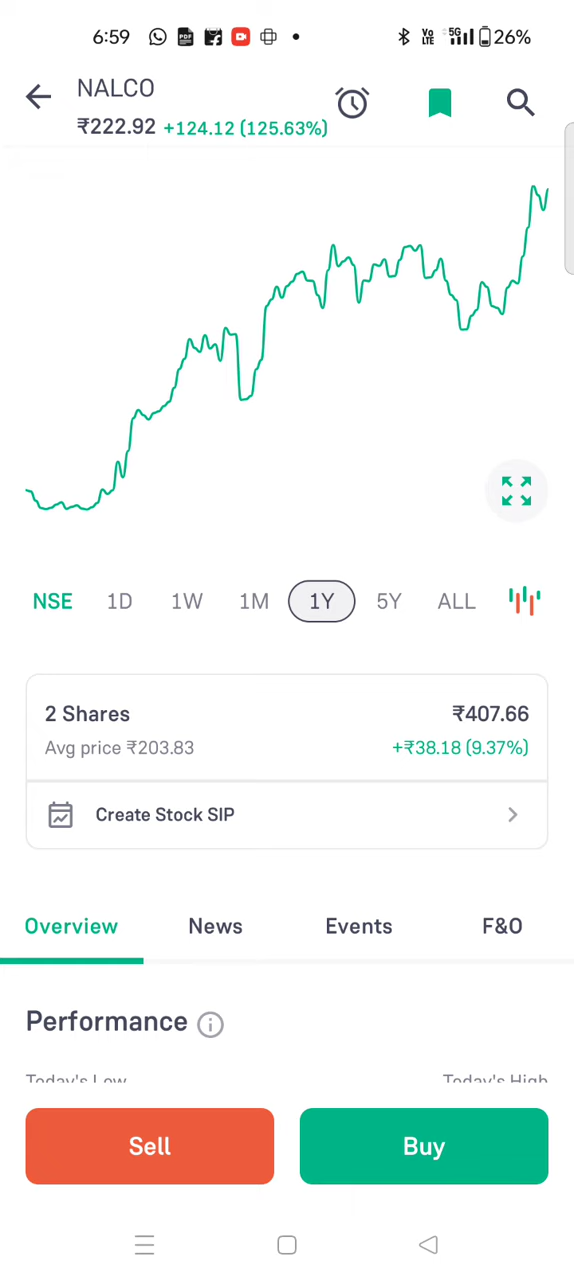 6:59 VoLTE 5G 26%
NALCO
₹222.92 +124.12 (125.63%)
NSE 1D 1W 1M 1Y 5Y ALL
2 Shares ₹407.66
Avg price ₹203.83 +₹38.18 (9.37%)
Create Stock SIP
Overview News Events F&O
Performance
Today's Low Today's High
Sell Buy